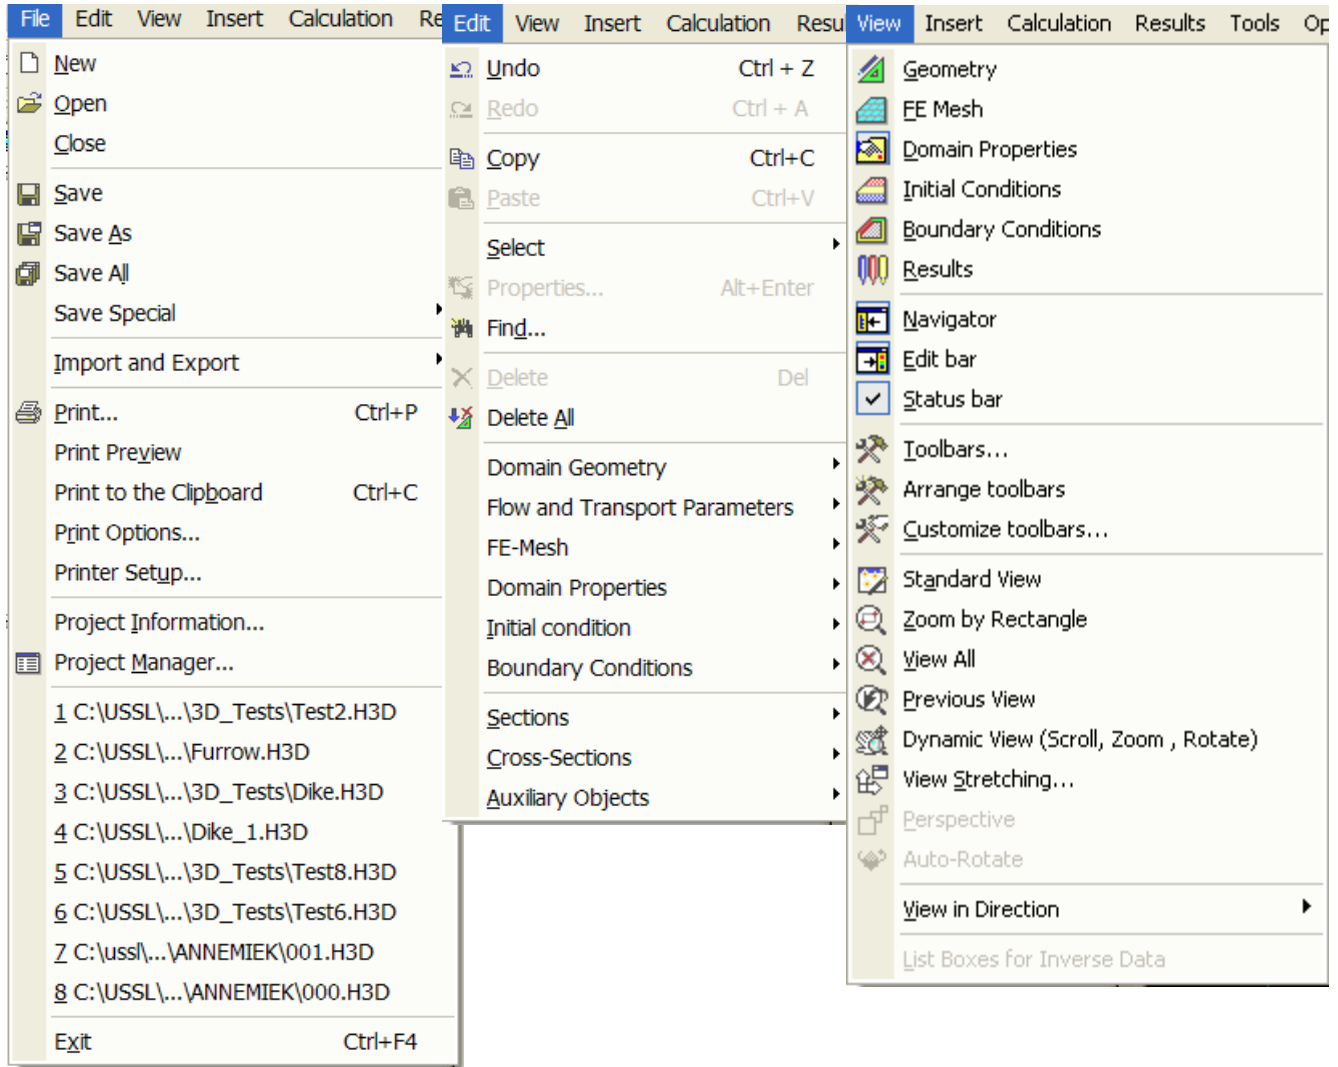 File Edit View Insert Calculation Re
New
Open
Close
Save
Save As
Save All
Save Special
Import and Export
Print... Ctrl+P
Print Preview
Print to the Clipboard Ctrl+C
Print Options...
Printer Setup...
Project Information...
Project Manager...
1 C:\USSL\...\3D_Tests\Test2.H3D
2 C:\USSL\...\Furrow.H3D
3 C:\USSL\...\3D_Tests\Dike.H3D
4 C:\USSL\...\Dike_1.H3D
5 C:\USSL\...\3D_Tests\Test8.H3D
6 C:\USSL\...\3D_Tests\Test6.H3D
7 C:\ussl\...\ANNEMIEK\001.H3D
8 C:\USSL\...\ANNEMIEK\000.H3D
Exit Ctrl+F4
Edit View Insert Calculation Resu
Undo Ctrl + Z
Redo Ctrl + A
Copy Ctrl+C
Paste Ctrl+V
Select
Properties... Alt+Enter
Find...
Delete Del
Delete All
Domain Geometry
Flow and Transport Parameters
FE-Mesh
Domain Properties
Initial condition
Boundary Conditions
Sections
Cross-Sections
Auxiliary Objects
View Insert Calculation Results Tools Op
Geometry
FE Mesh
Domain Properties
Initial Conditions
Boundary Conditions
Results
Navigator
Edit bar
Status bar
Toolbars...
Arrange toolbars
Customize toolbars...
Standard View
Zoom by Rectangle
View All
Previous View
Dynamic View (Scroll, Zoom , Rotate)
View Stretching...
Perspective
Auto-Rotate
View in Direction
List Boxes for Inverse Data